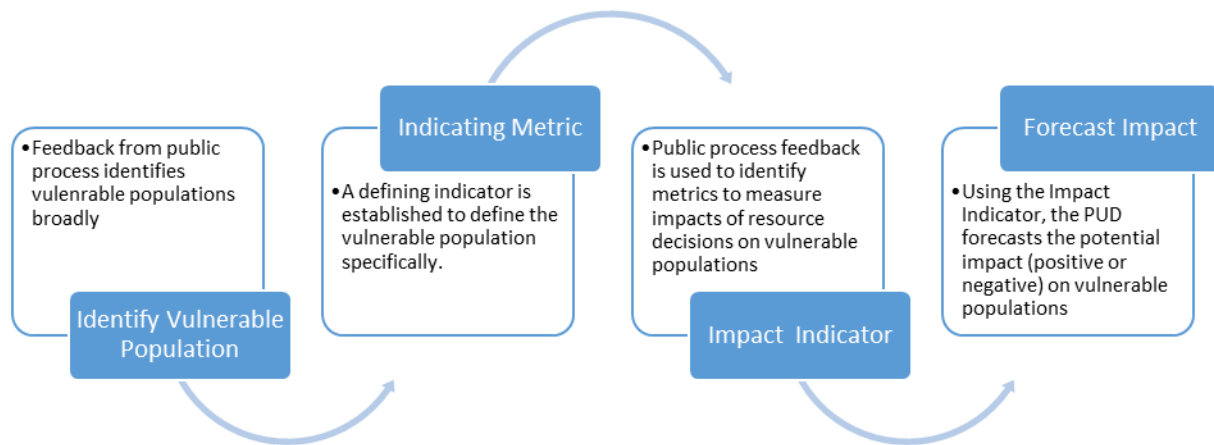 •Feedback from public
process identifies
vulenrable populations
broadly
Identify Vulnerable
Population
Indicating Metric
•A defining indicator is
established to define the
vulnerable population
specifically.
•Public process feedback
is used to identify
metrics to measure
impacts of resource
decisions on vulnerable
populations
Impact Indicator
Forecast Impact
•Using the Impact
Indicator, the PUD
forecasts the potential
impact (positive or
negative) on vulnerable
populations